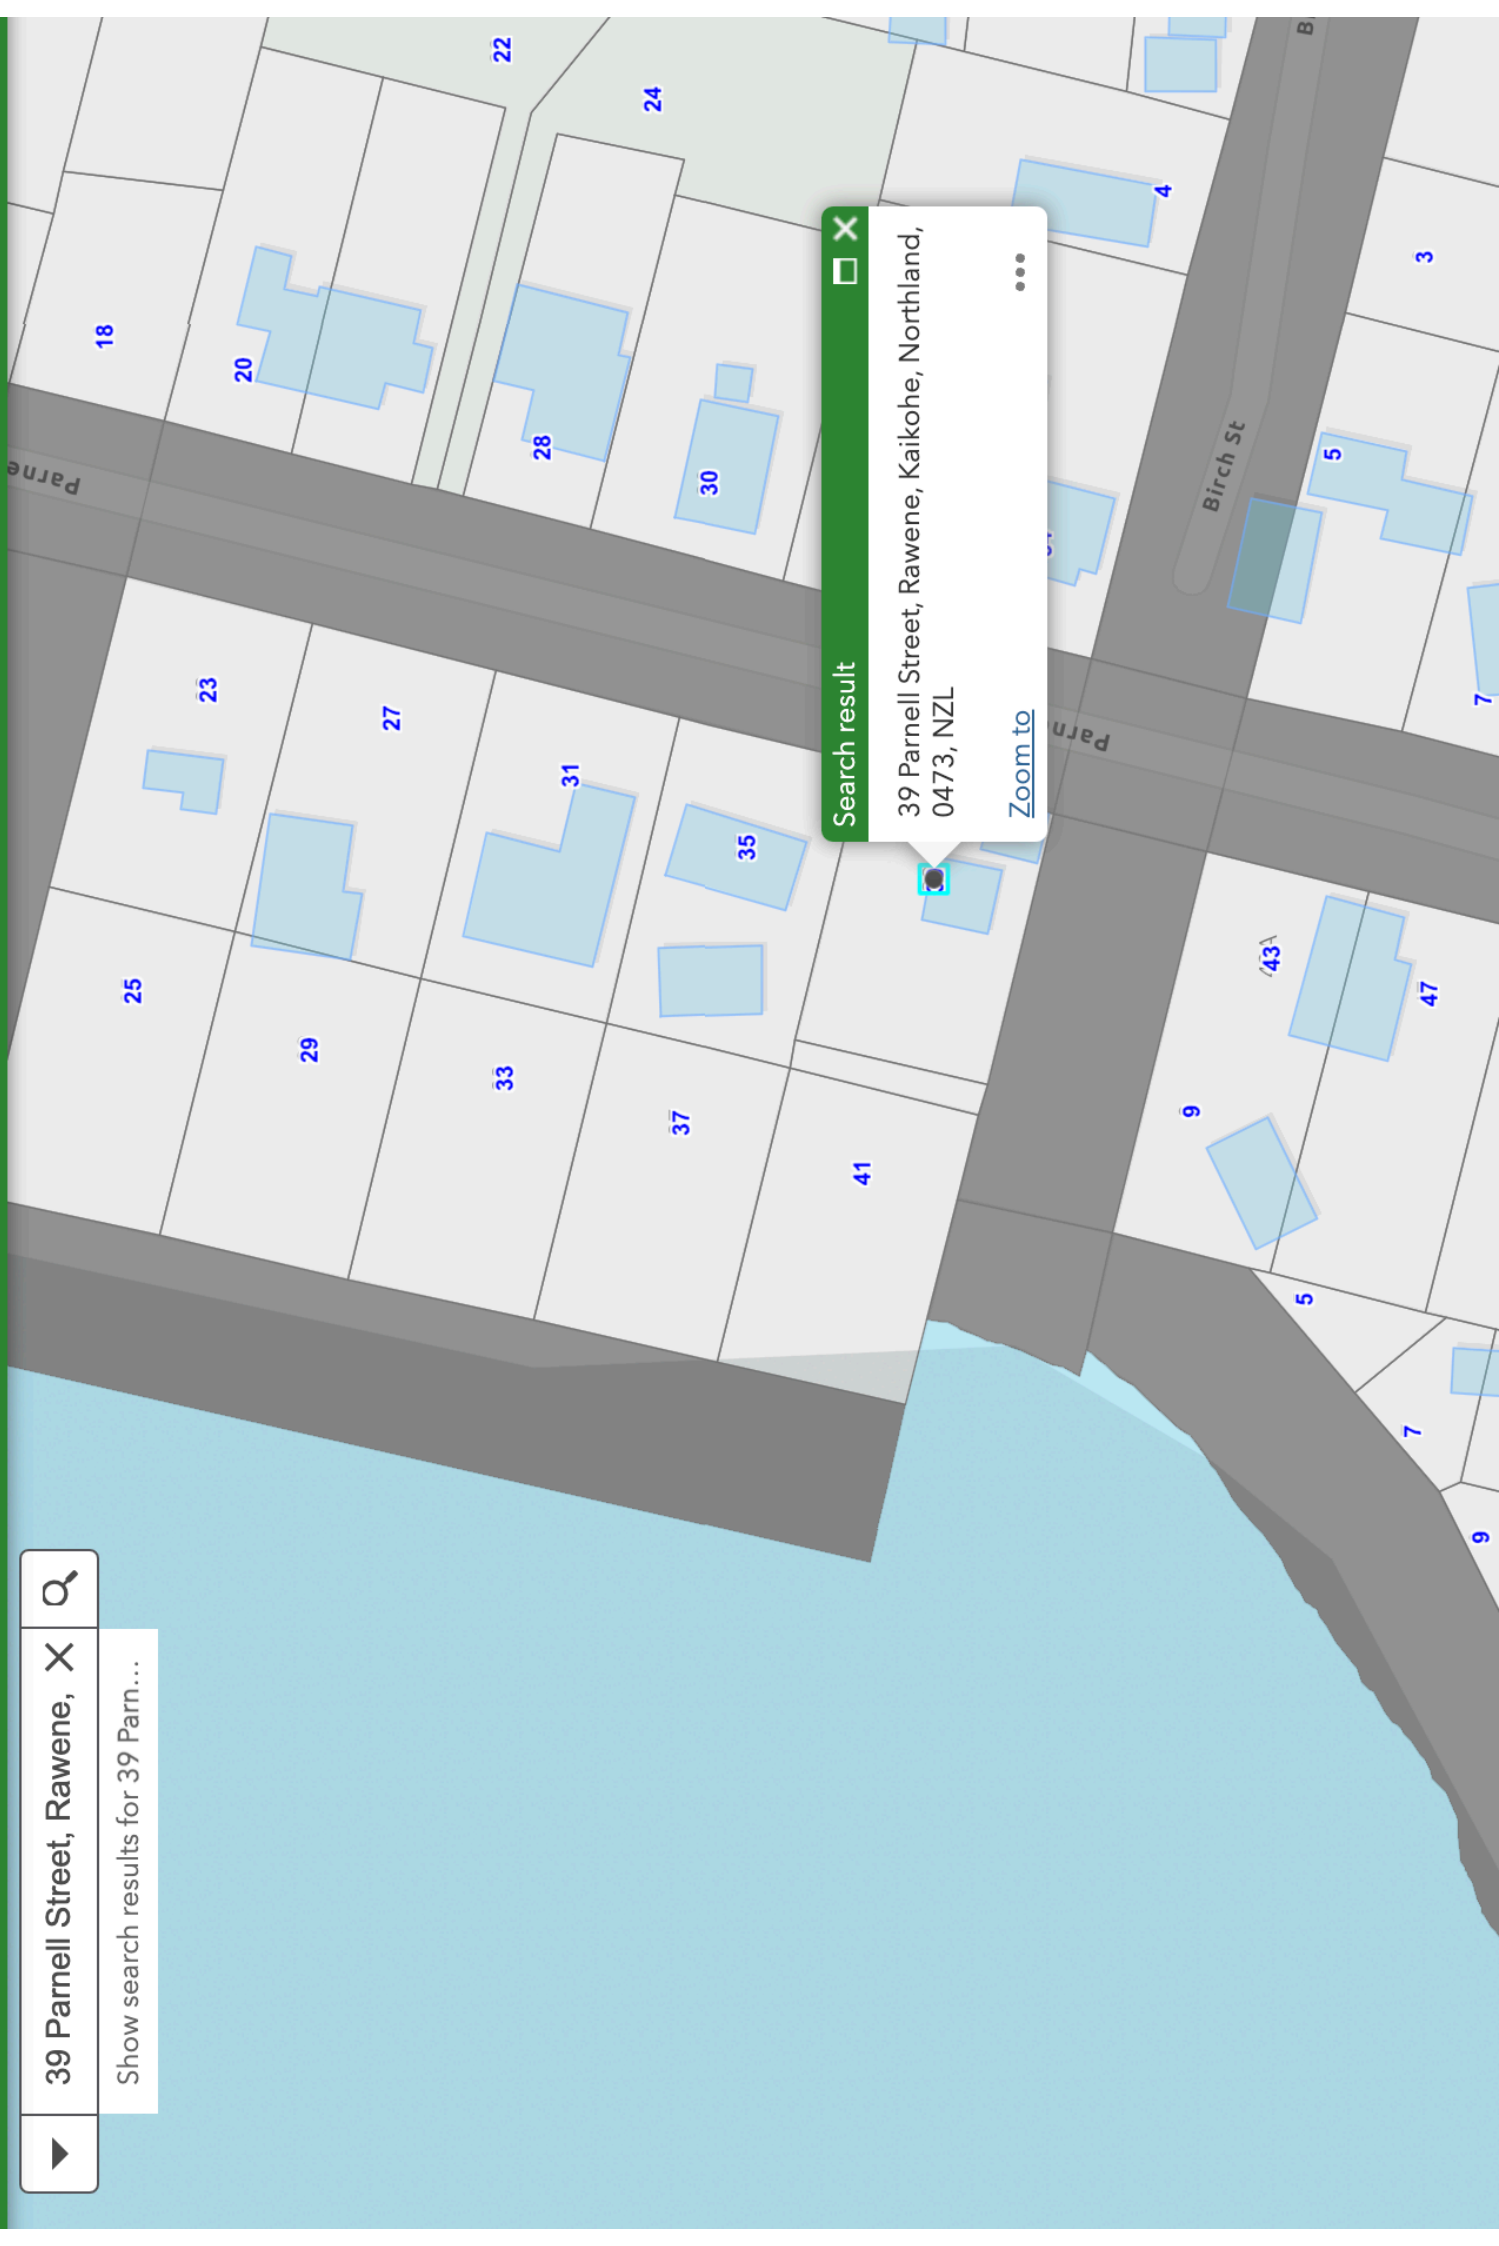 39 Parnell Street, Rawene,
Show search results for 39 Parn...
Search result
39 Parnell Street, Rawene, Kaikohe, Northland,
0473, NZL
Zoom to
Parne
Parne
Birch St
18
20
22
24
28
30
4
3
5
7
23
27
31
35
25
29
33
37
41
43
47
9
5
7
9